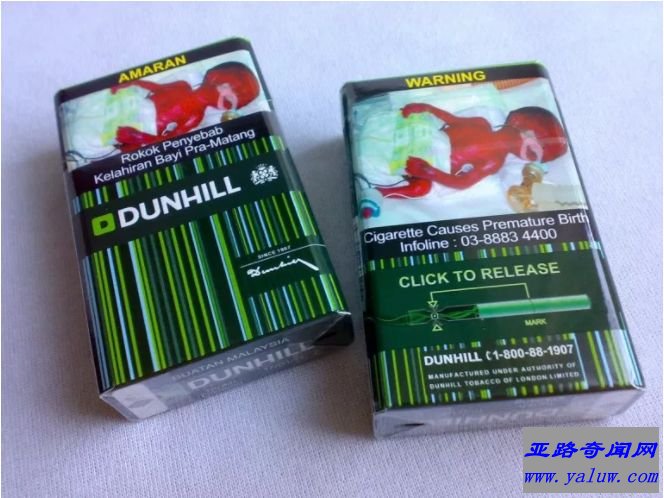 AMARAN
Rokok Penyebab
Kelahiran Bayi Pra-Matang
DUNHILL
SINCE 1907
Dunhill
BUATAN MALAYSIA
DUNHILL
WARNING
Cigarette Causes Premature Birth
Infoline : 03-8883 4400
CLICK TO RELEASE
MARK
DUNHILL 1-800-88-1907
MANUFACTURED UNDER AUTHORITY OF
DUNHILL TOBACCO OF LONDON LIMITED
DUNHILL
亚路奇闻网
www.yaluw.com